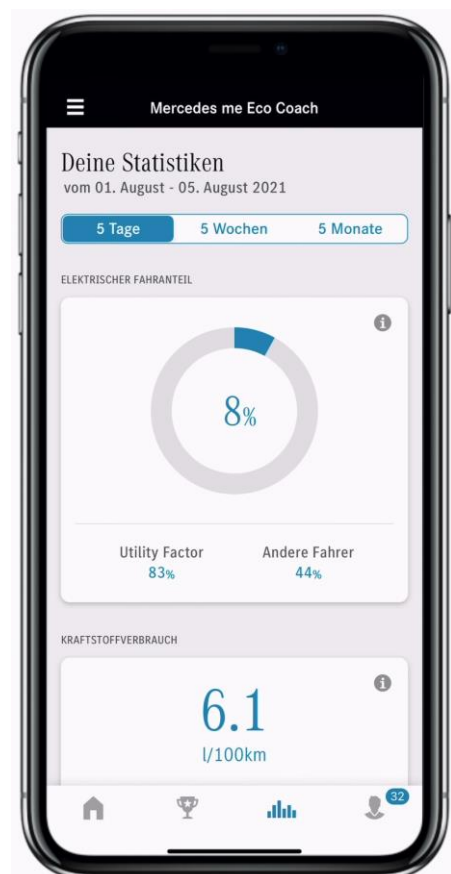 Mercedes me Eco Coach
Deine Statistiken
vom 01. August - 05. August 2021
5 Tage 5 Wochen 5 Monate
ELEKTRISCHER FAHRANTEIL
8%
Utility Factor Andere Fahrer
83% 44%
KRAFTSTOFFVERBRAUCH
6.1
l/100km
32